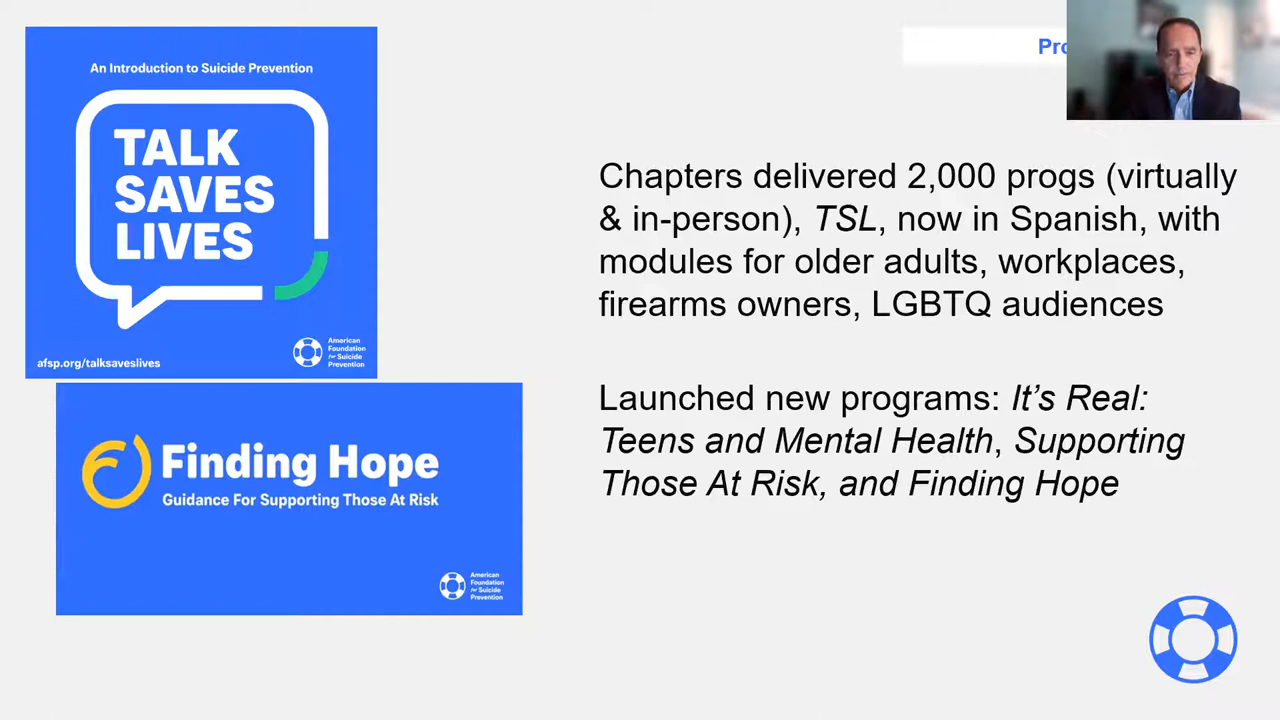 An Introduction to Suicide Prevention
TALK
SAVES
LIVES
afsp.org/talksaveslives
American
Foundation
for Suicide
Prevention
Finding Hope
Guidance For Supporting Those At Risk
American
Foundation
for Suicide
Prevention
Chapters delivered 2,000 progs (virtually
& in-person), TSL, now in Spanish, with
modules for older adults, workplaces,
firearms owners, LGBTQ audiences
Launched new programs: It’s Real:
Teens and Mental Health, Supporting
Those At Risk, and Finding Hope